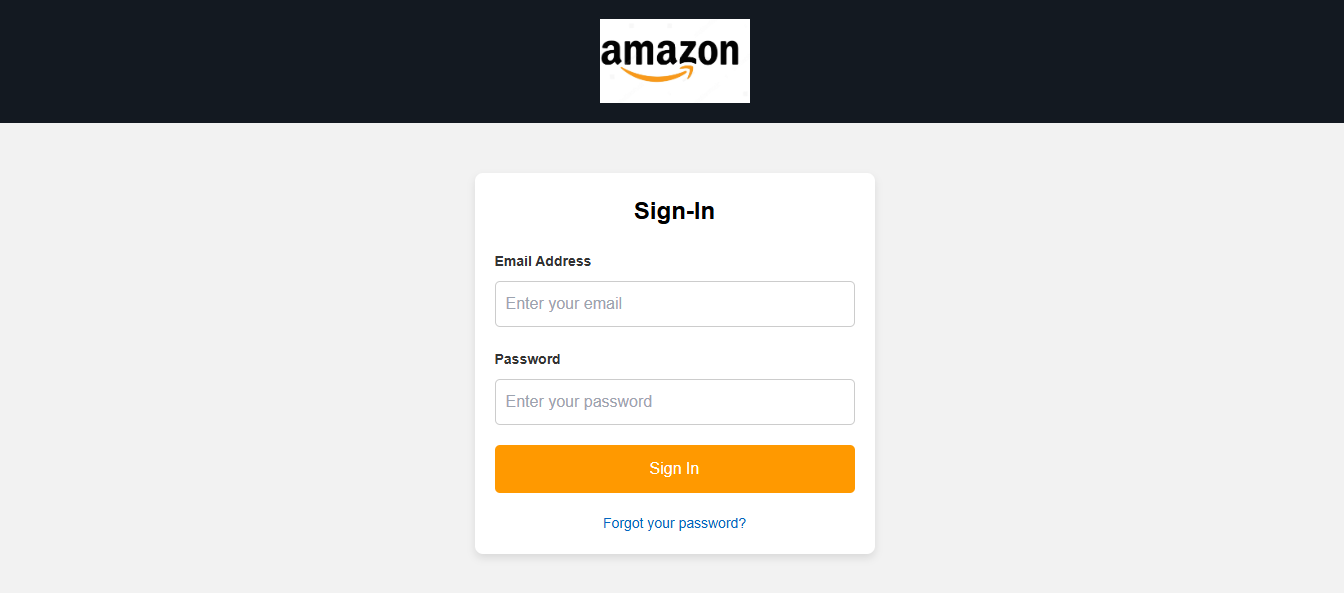 amazon
Sign-In
Email Address
Enter your email
Password
Enter your password
Sign In
Forgot your password?